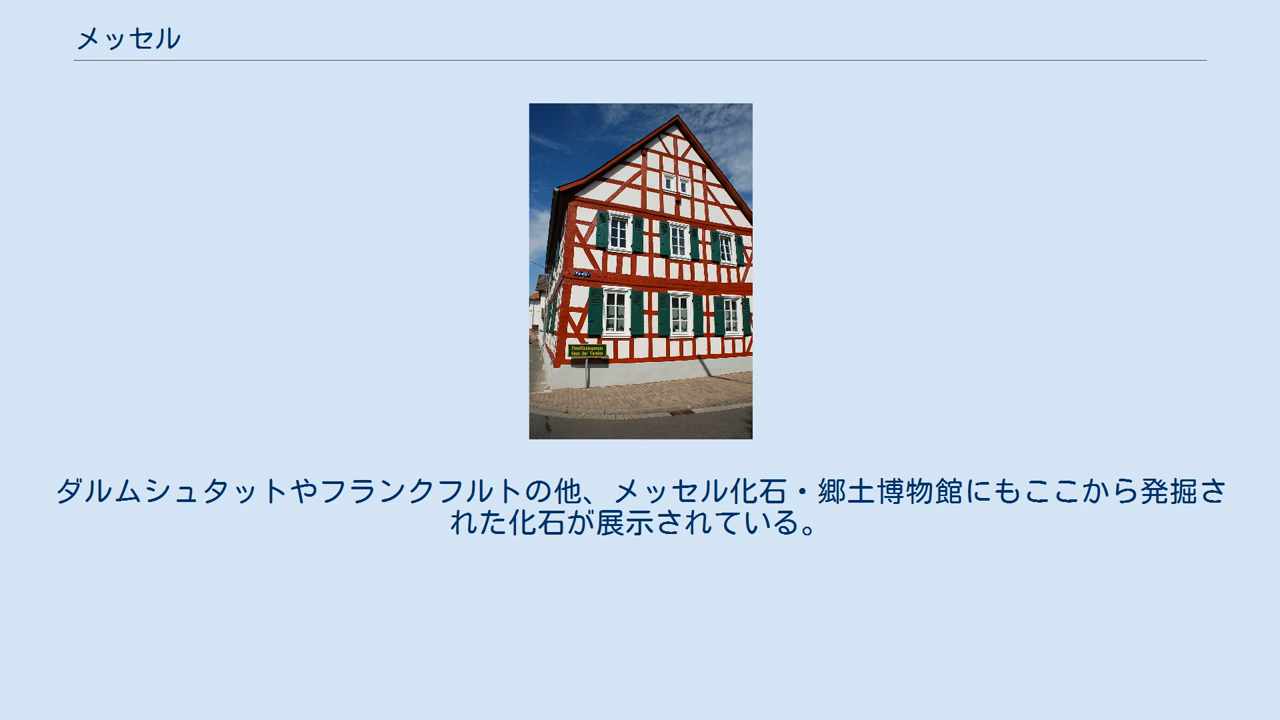 メッセル
ダルムシュタットやフランクフルトの他、メッセル化石・郷土博物館にもここから発掘さ
れた化石が展示されている。